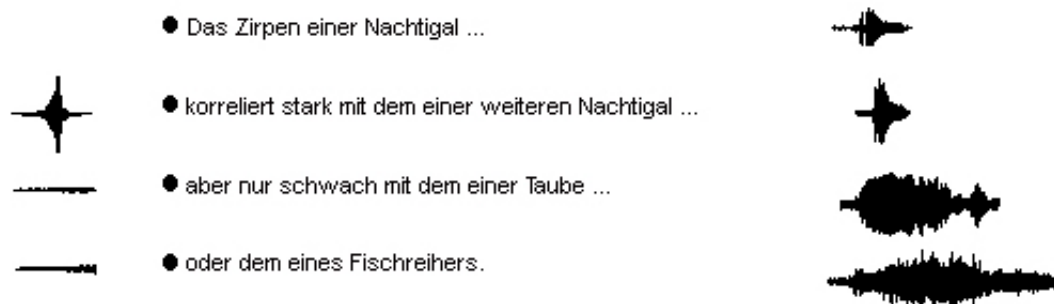 ● Das Zirpen einer Nachtigal ...
● korreliert stark mit dem einer weiteren Nachtigal ...
● aber nur schwach mit dem einer Taube ...
● oder dem eines Fischreihers.